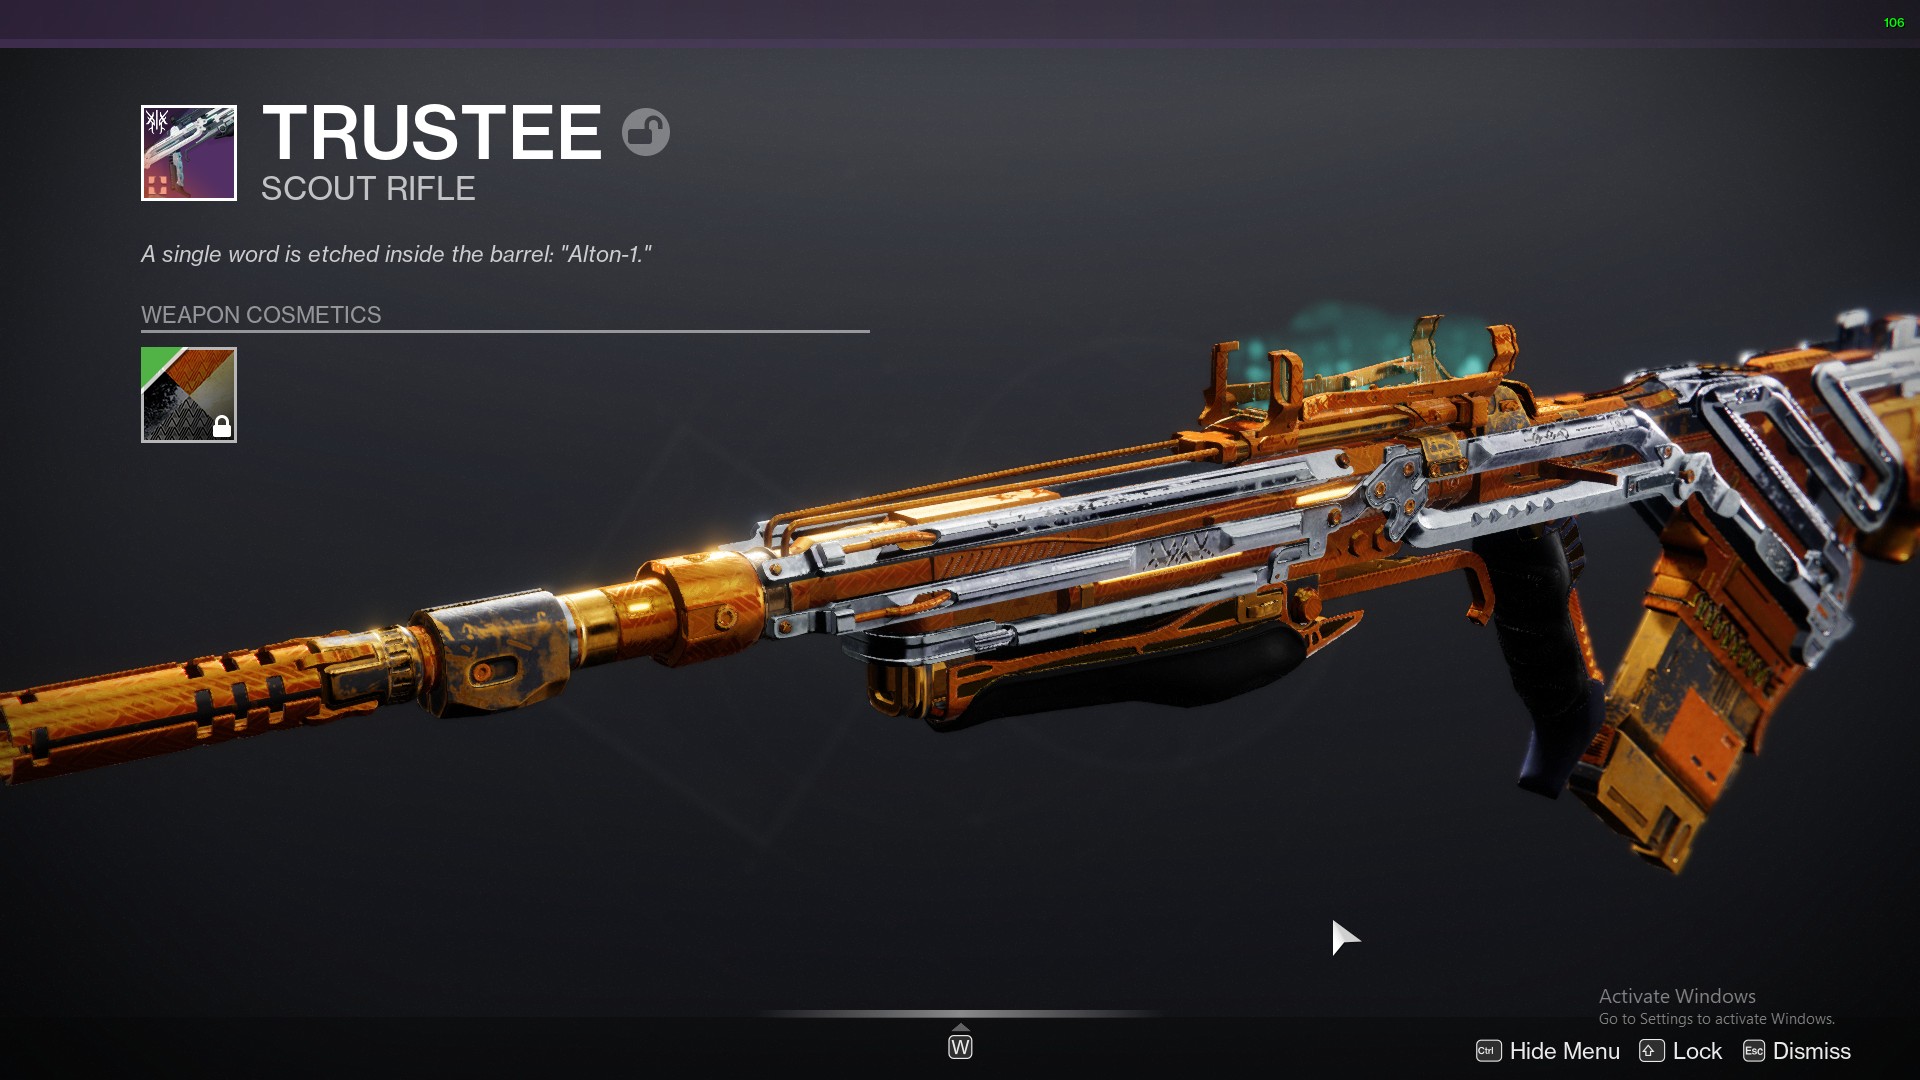 106
TRUSTEE
SCOUT RIFLE
A single word is etched inside the barrel: "Alton-1."
WEAPON COSMETICS
Activate Windows
Go to Settings to activate Windows.
W
Ctrl Hide Menu Lock Esc Dismiss